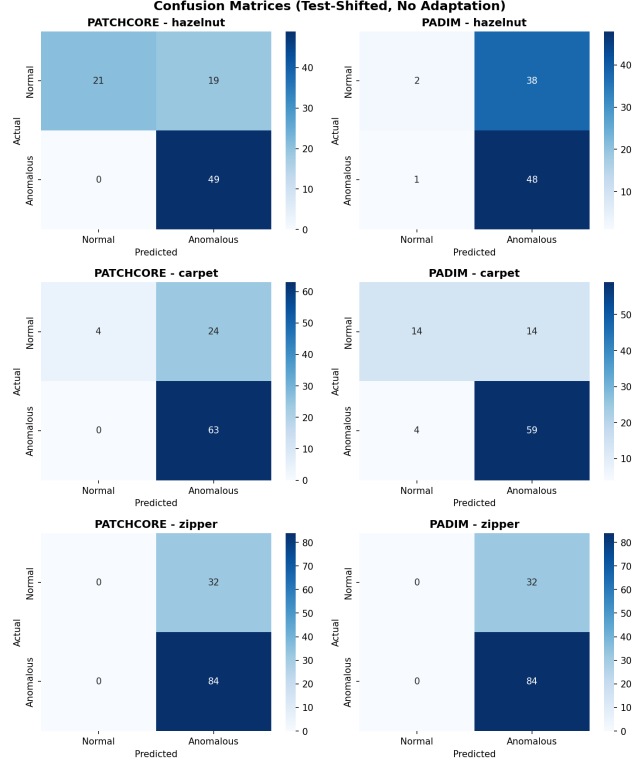 Confusion Matrices (Test-Shifted, No Adaptation)
PATCHCORE - hazelnut
Actual
Normal
Anomalous
21
19
0
49
Normal
Anomalous
Predicted
40
30
20
10
0
PADIM - hazelnut
Actual
Normal
Anomalous
2
38
1
48
Normal
Anomalous
Predicted
40
30
20
10
PATCHCORE - carpet
Actual
Normal
Anomalous
4
24
0
63
Normal
Anomalous
Predicted
60
50
40
30
20
10
0
PADIM - carpet
Actual
Normal
Anomalous
14
14
4
59
Normal
Anomalous
Predicted
50
40
30
20
10
PATCHCORE - zipper
Actual
Normal
Anomalous
0
32
0
84
Normal
Anomalous
Predicted
80
70
60
50
40
30
20
10
0
PADIM - zipper
Actual
Normal
Anomalous
0
32
0
84
Normal
Anomalous
Predicted
80
70
60
50
40
30
20
10
0